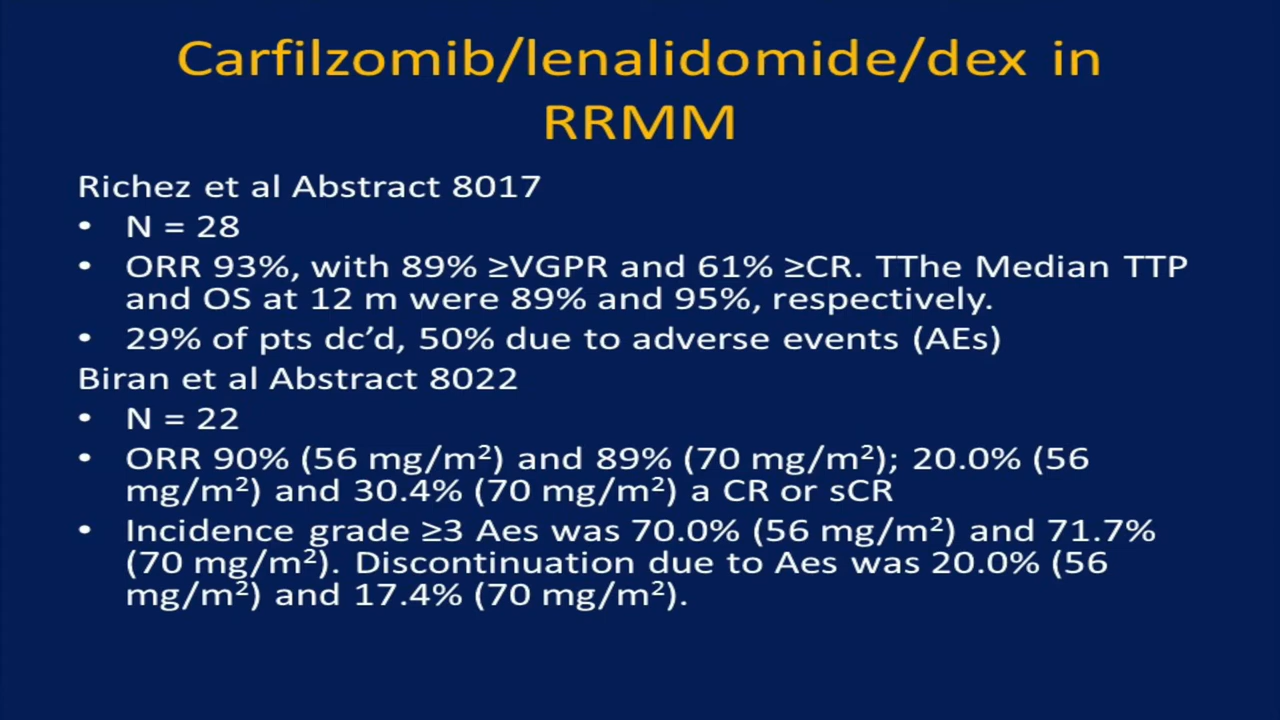 Carfilzomib/lenalidomide/dex in
RRMM
Richez et al Abstract 8017
• N = 28
• ORR 93%, with 89% ≥VGPR and 61% ≥CR. TThe Median TTP
and OS at 12 m were 89% and 95%, respectively.
• 29% of pts dc’d, 50% due to adverse events (AEs)
Biran et al Abstract 8022
• N = 22
• ORR 90% (56 mg/m²) and 89% (70 mg/m²); 20.0% (56
mg/m²) and 30.4% (70 mg/m²) a CR or sCR
• Incidence grade ≥3 Aes was 70.0% (56 mg/m²) and 71.7%
(70 mg/m²). Discontinuation due to Aes was 20.0% (56
mg/m²) and 17.4% (70 mg/m²).